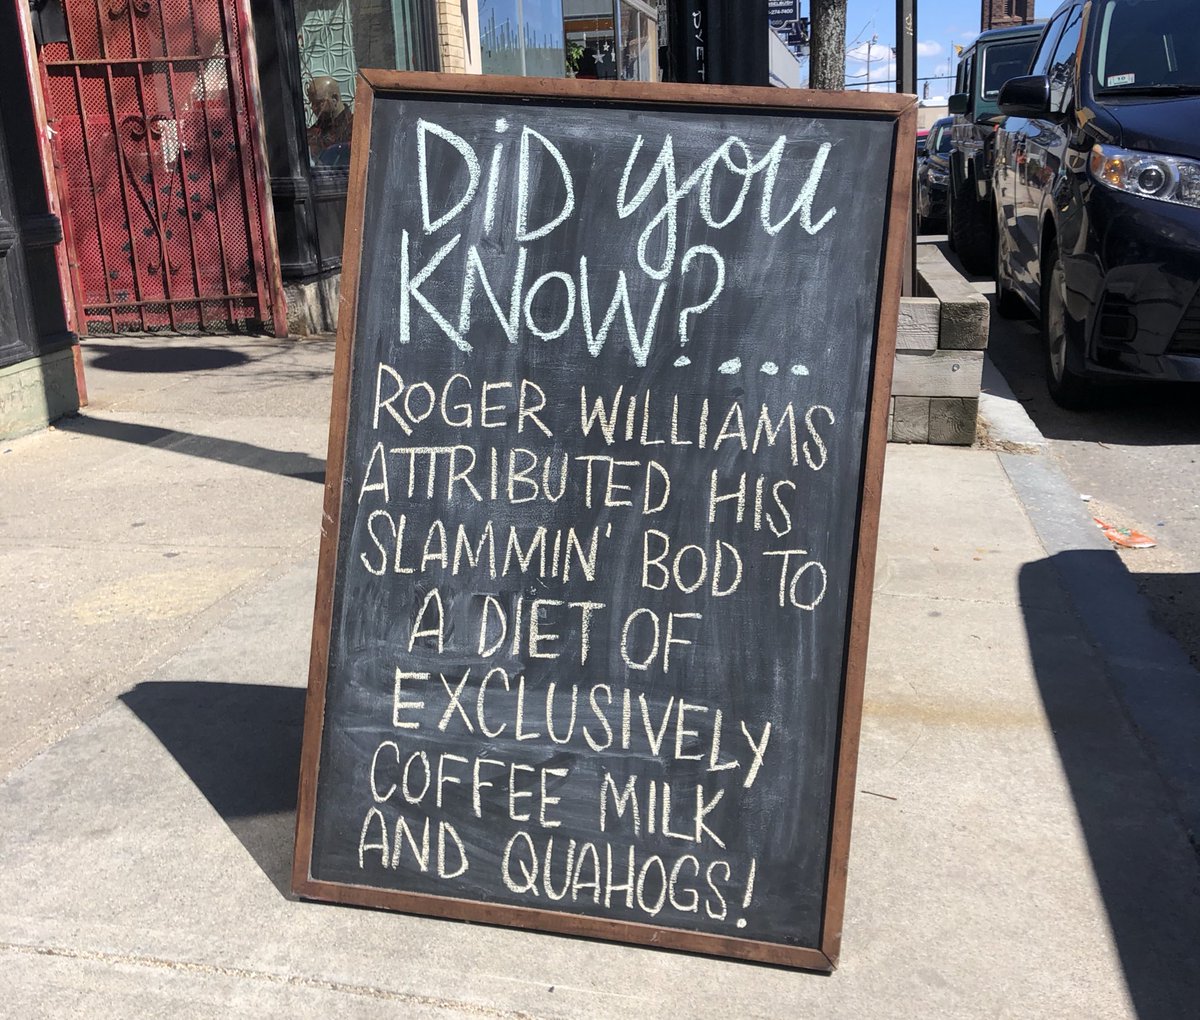 DiD you
KNOW?....
ROGER WILLIAMS
ATTRIBUTED HIS
SLAMMIN' BOD TO
A DIET OF
EXCLUSIVELY
COFFEE MILK
AND QUAHOGS!